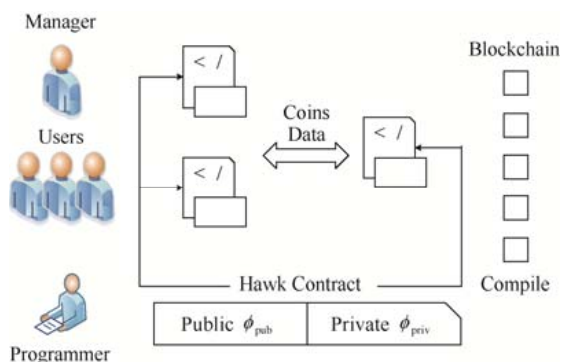 Manager
Users
Programmer
< /
< /
Coins
Data
< /
Blockchain
Compile
Hawk Contract
Public ϕpub
Private ϕpriv